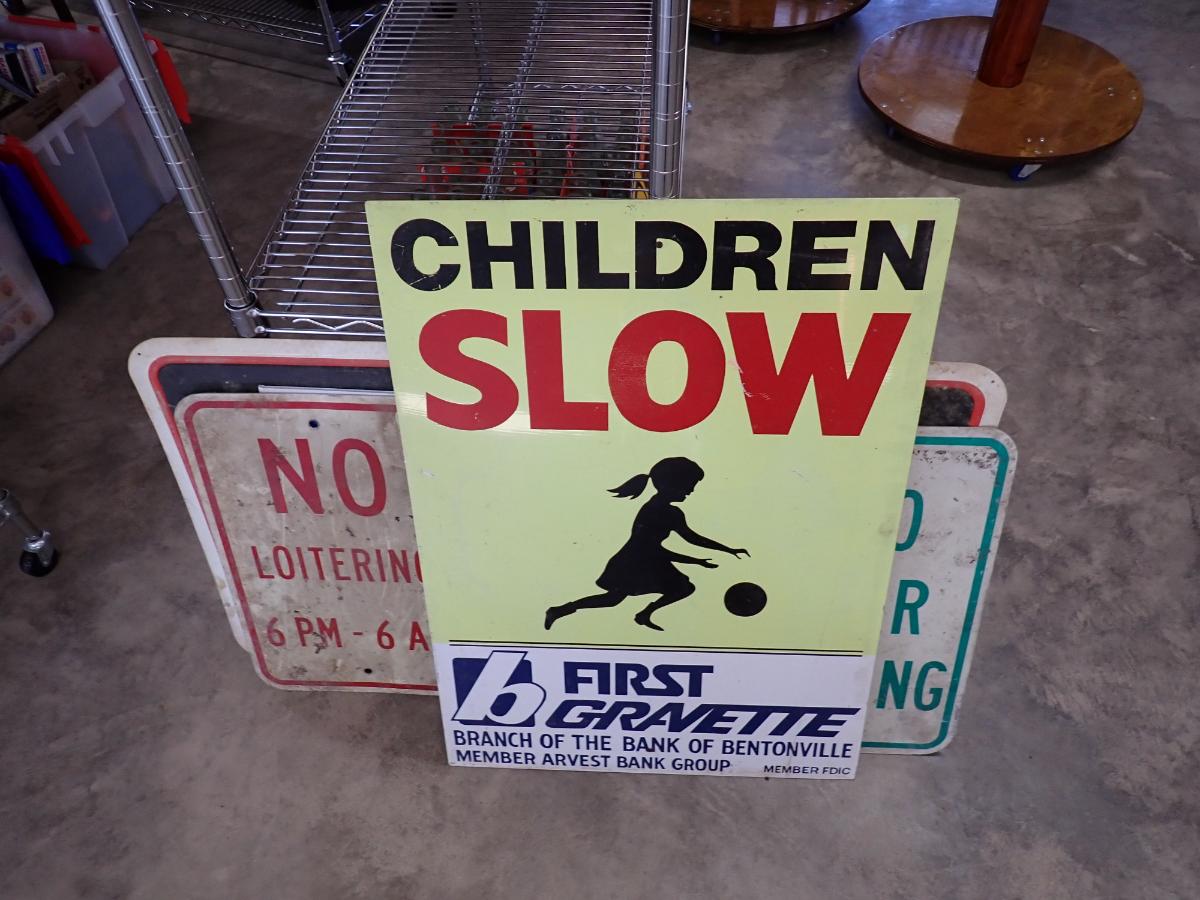 CHILDREN
SLOW
b FIRST
GRAVETTE
BRANCH OF THE BANK OF BENTONVILLE
MEMBER ARVEST BANK GROUP MEMBER FDIC
NO
LOITERING
6 PM - 6 A
O
R
NG